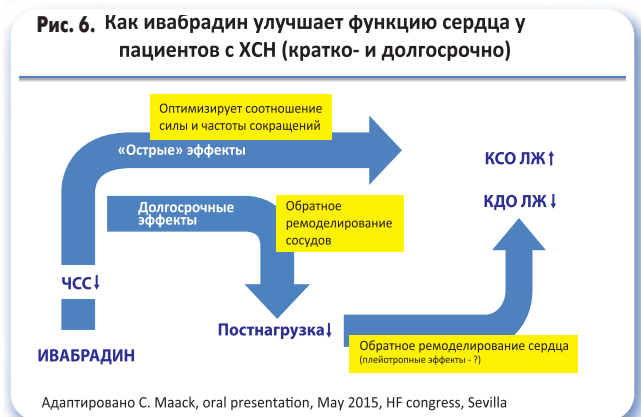 Рис. 6. Как ивабрадин улучшает функцию сердца у
пациентов с ХСН (кратко- и долгосрочно)
Оптимизирует соотношение
силы и частоты сокращений
«Острые» эффекты
КСО ЛЖ↑
КДО ЛЖ↓
Долгосрочные
эффекты
Обратное
ремоделирование
сосудов
ЧСС↓
Постнагрузка↓
ИВАБРАДИН
Обратное ремоделирование сердца
(плейотропные эффекты - ?)
Адаптировано C. Maack, oral presentation, May 2015, HF congress, Sevilla